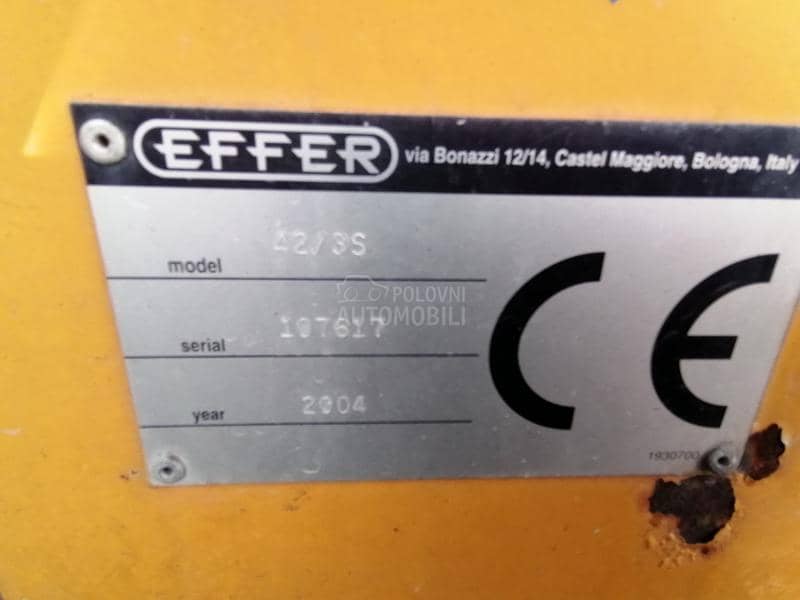 EFFER via Bonazzi 12/14, Castel Maggiore, Bologna, Italy
model 42/3S
POLOVNI
AUTOMOBILI
serial 107617
year 2004
CE
1930700